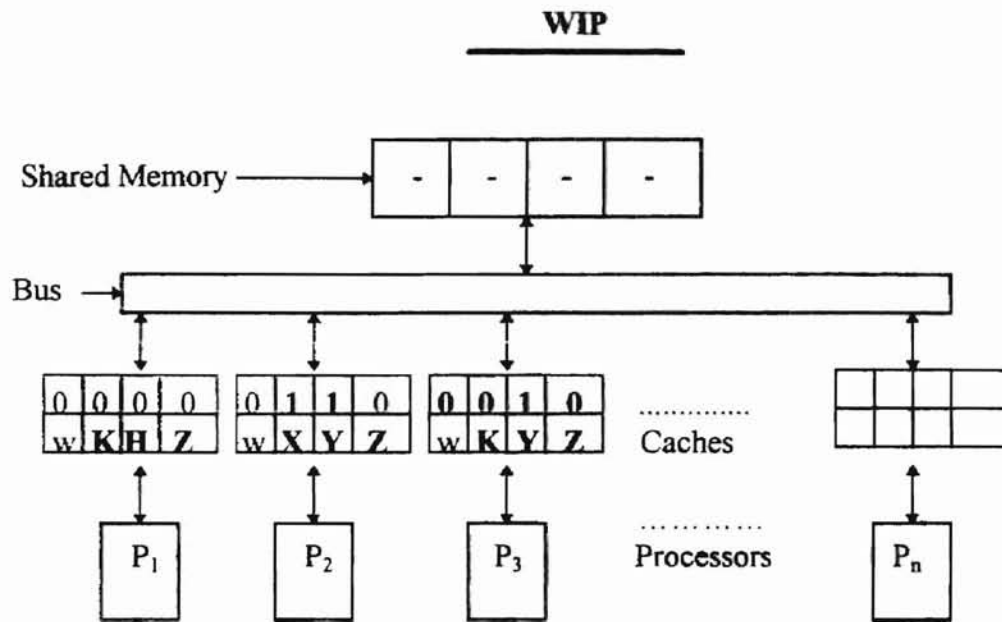 WIP
Shared Memory
- - - -
Bus
0 0 0 0 0 1 1 0 0 0 1 0
w K H Z w X Y Z w K Y Z
Caches
P1 P2 P3 Processors Pn